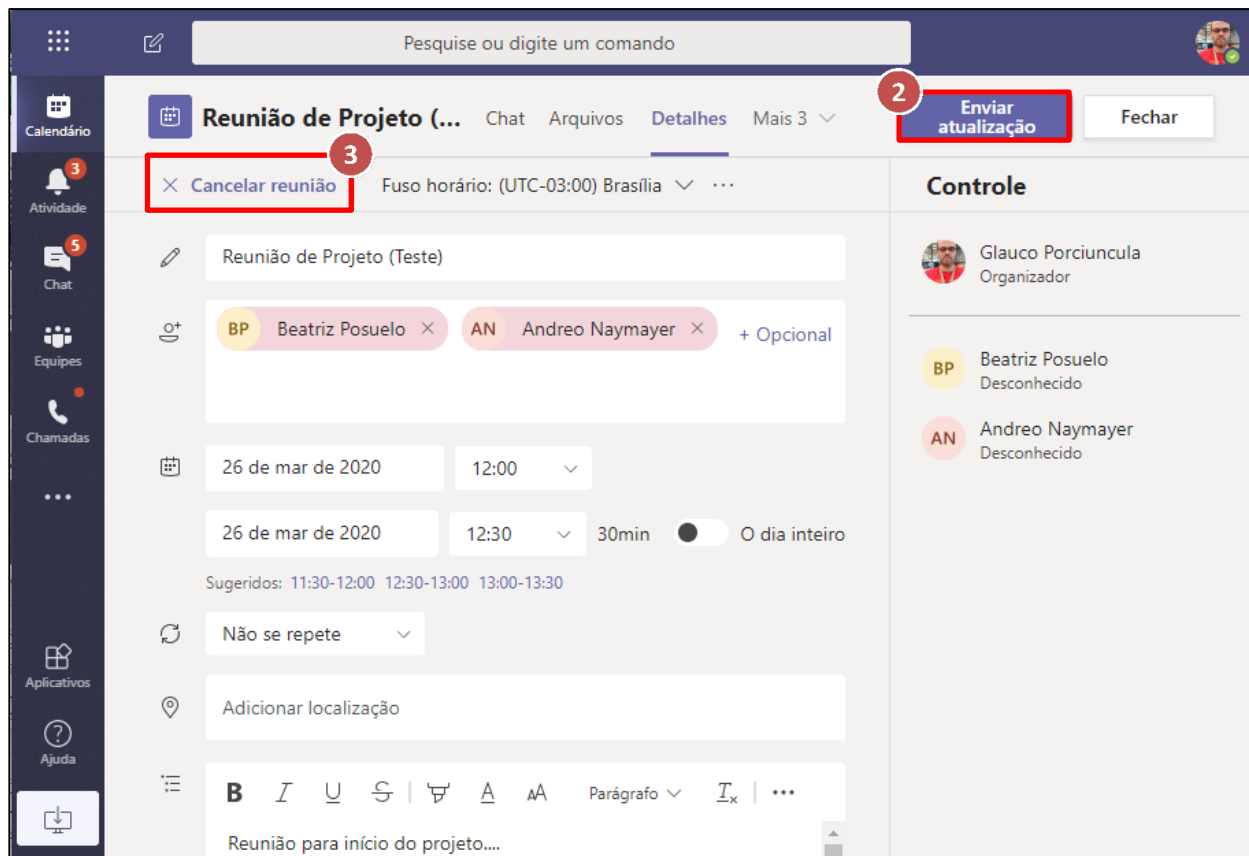 Pesquise ou digite um comando
Calendário
3
Atividade
5
Chat
Equipes
Chamadas
Aplicativos
Ajuda
Reunião de Projeto (...
Chat Arquivos Detalhes Mais 3
2
Enviar
atualização
Fechar
3
Cancelar reunião
Fuso horário: (UTC-03:00) Brasília ...
Reunião de Projeto (Teste)
BP Beatriz Posuelo × AN Andreo Naymayer × + Opcional
26 de mar de 2020 12:00
26 de mar de 2020 12:30 30min O dia inteiro
Sugeridos: 11:30-12:00 12:30-13:00 13:00-13:30
Não se repete
Adicionar localização
B I U S A AA Parágrafo Tx ...
Reunião para início do projeto....
Controle
Glauco Porciuncula
Organizador
BP Beatriz Posuelo
Desconhecido
AN Andreo Naymayer
Desconhecido